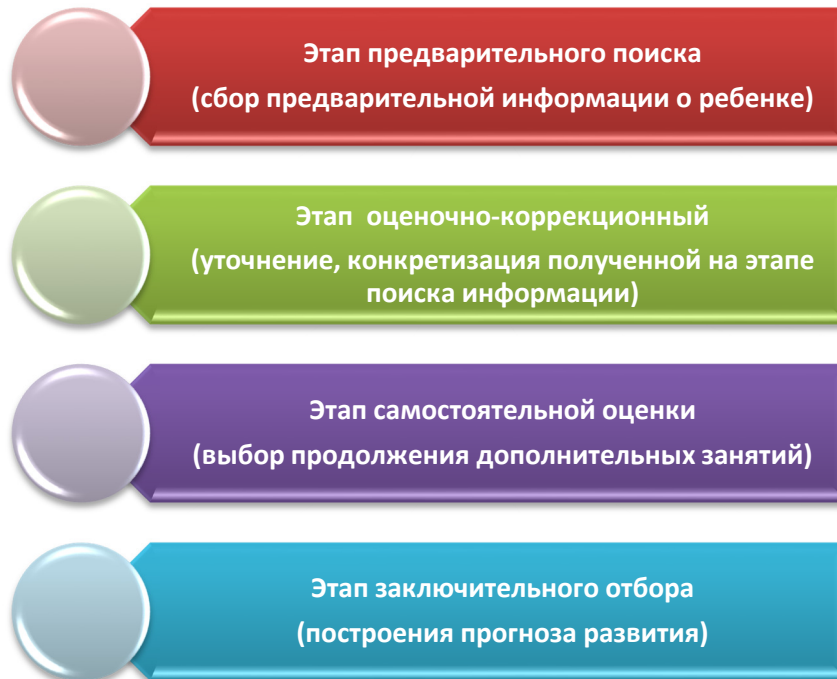 Этап предварительного поиска
(сбор предварительной информации о ребенке)
Этап оценочно-коррекционный
(уточнение, конкретизация полученной на этапе
поиска информации)
Этап самостоятельной оценки
(выбор продолжения дополнительных занятий)
Этап заключительного отбора
(построения прогноза развития)